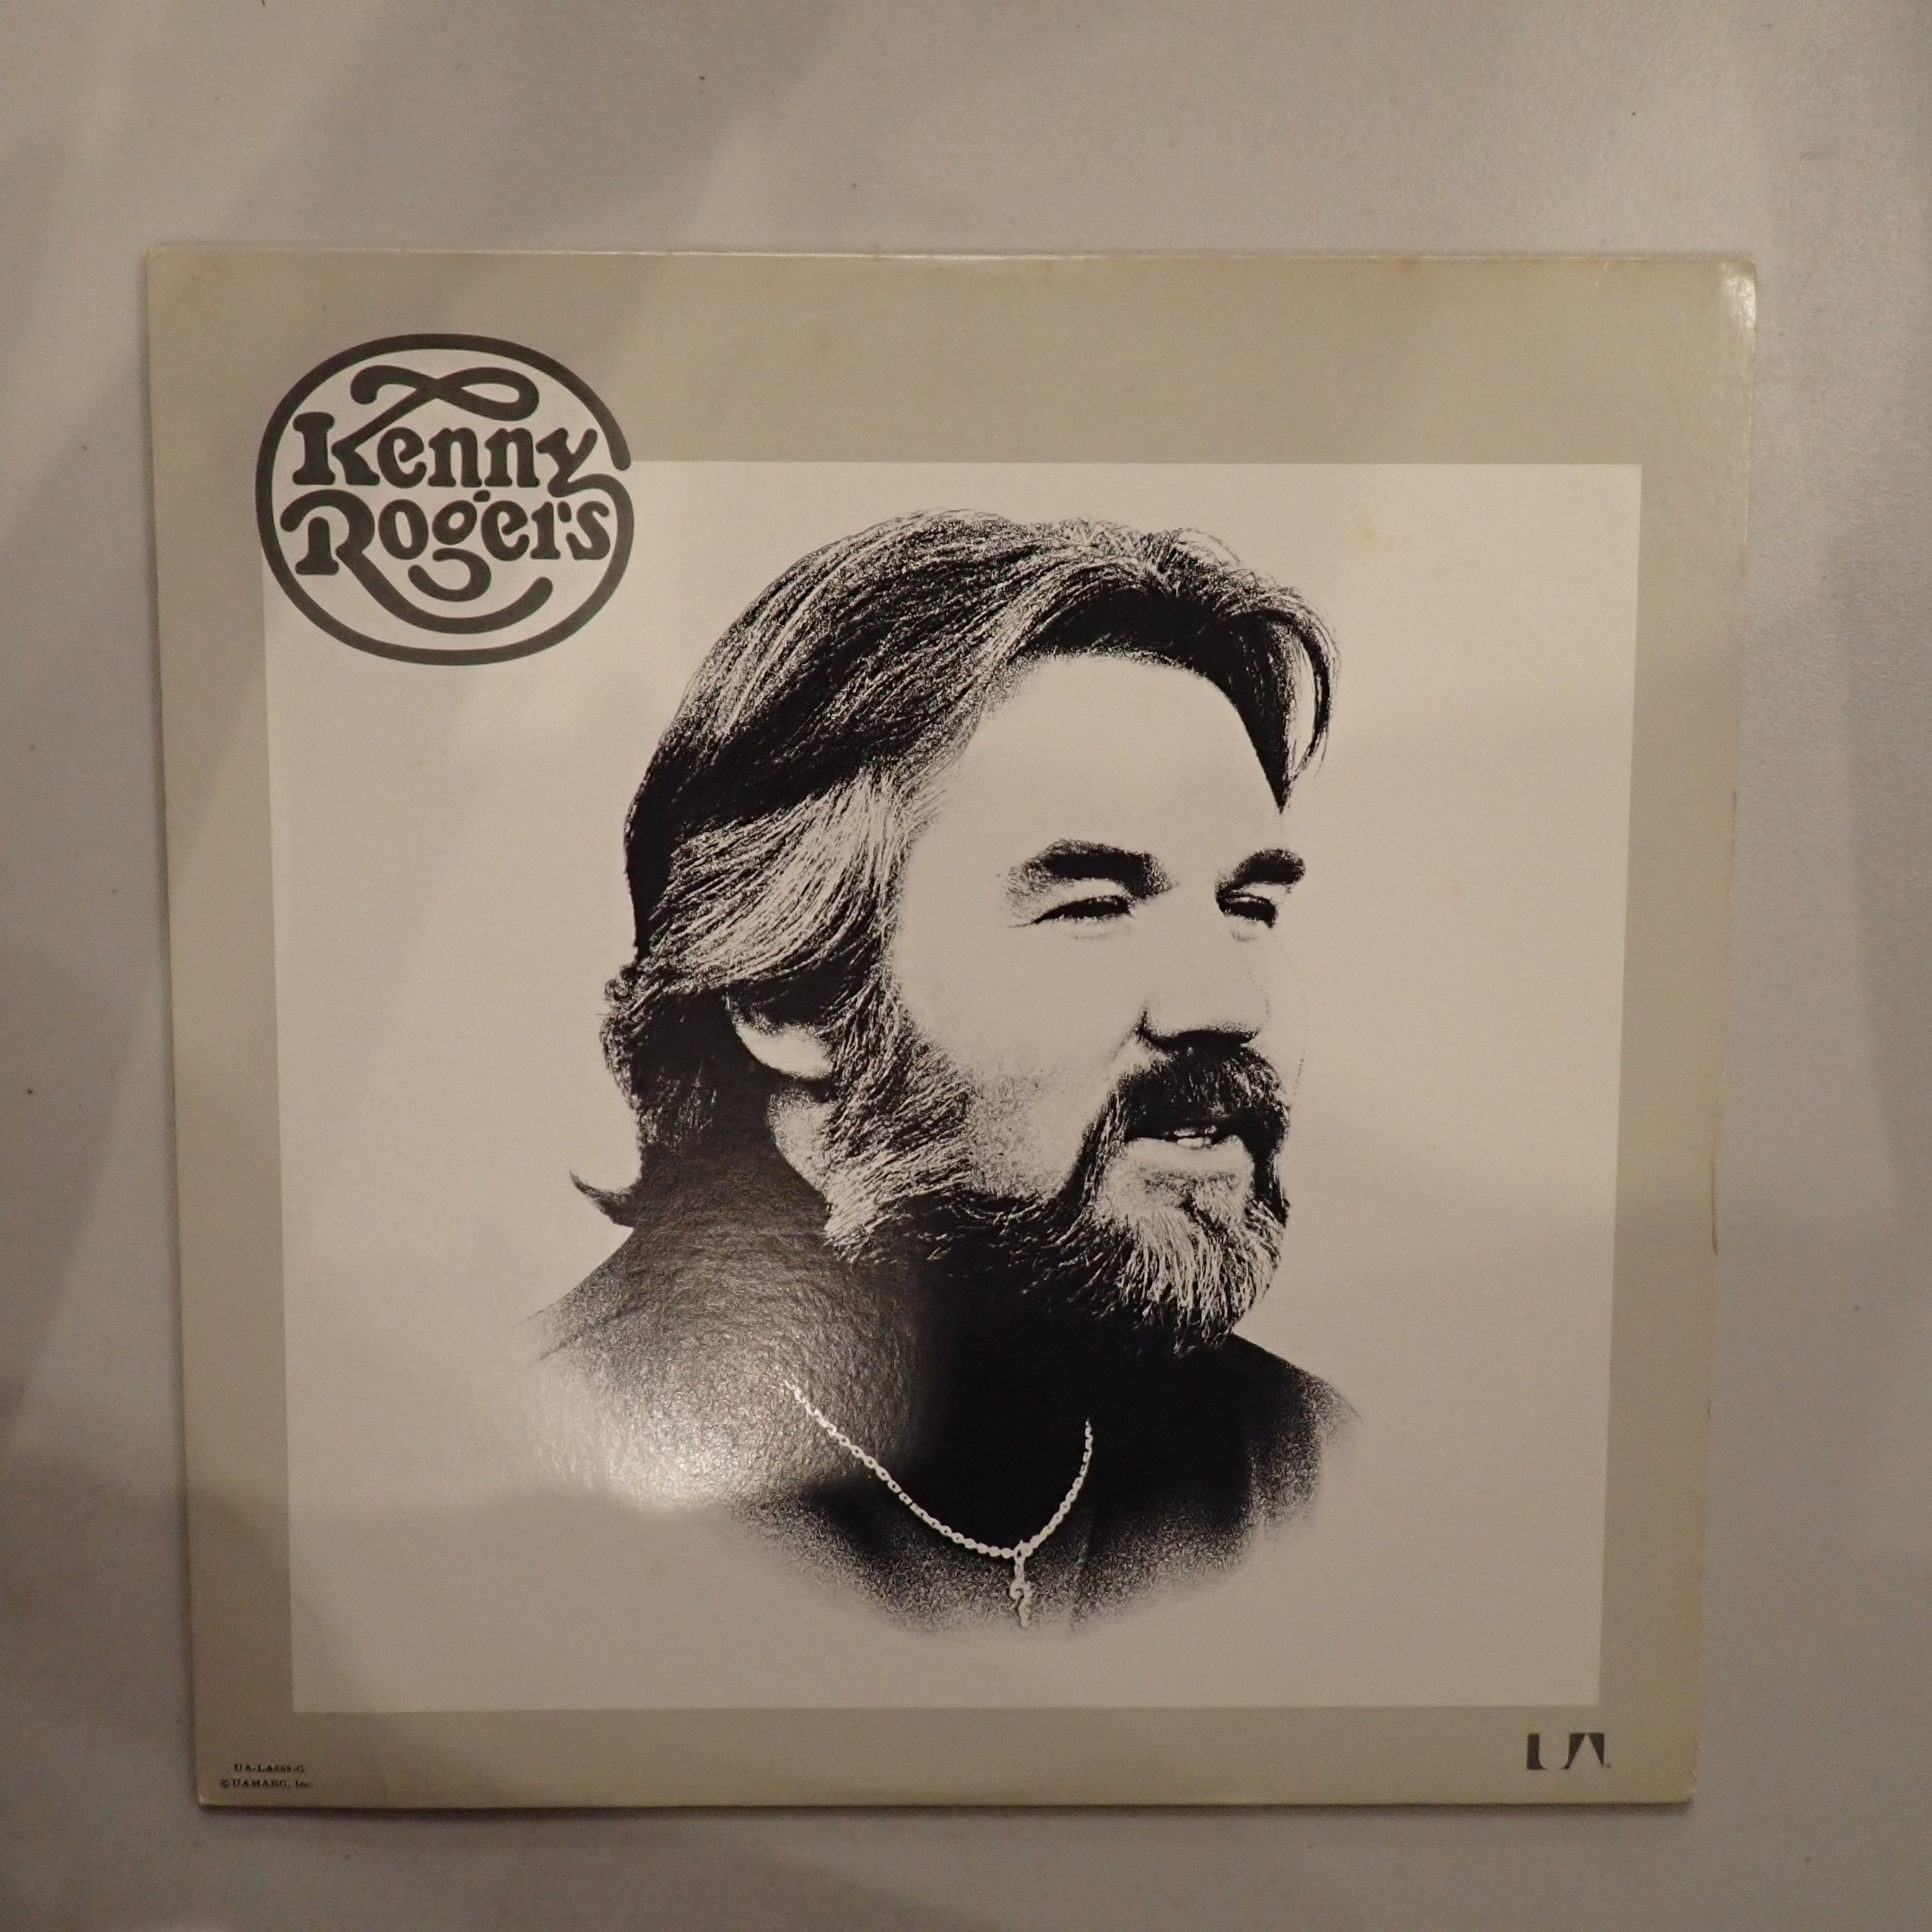 Kenny
Rogers
UA-LA689-G
©UAMARG, Inc.
UA